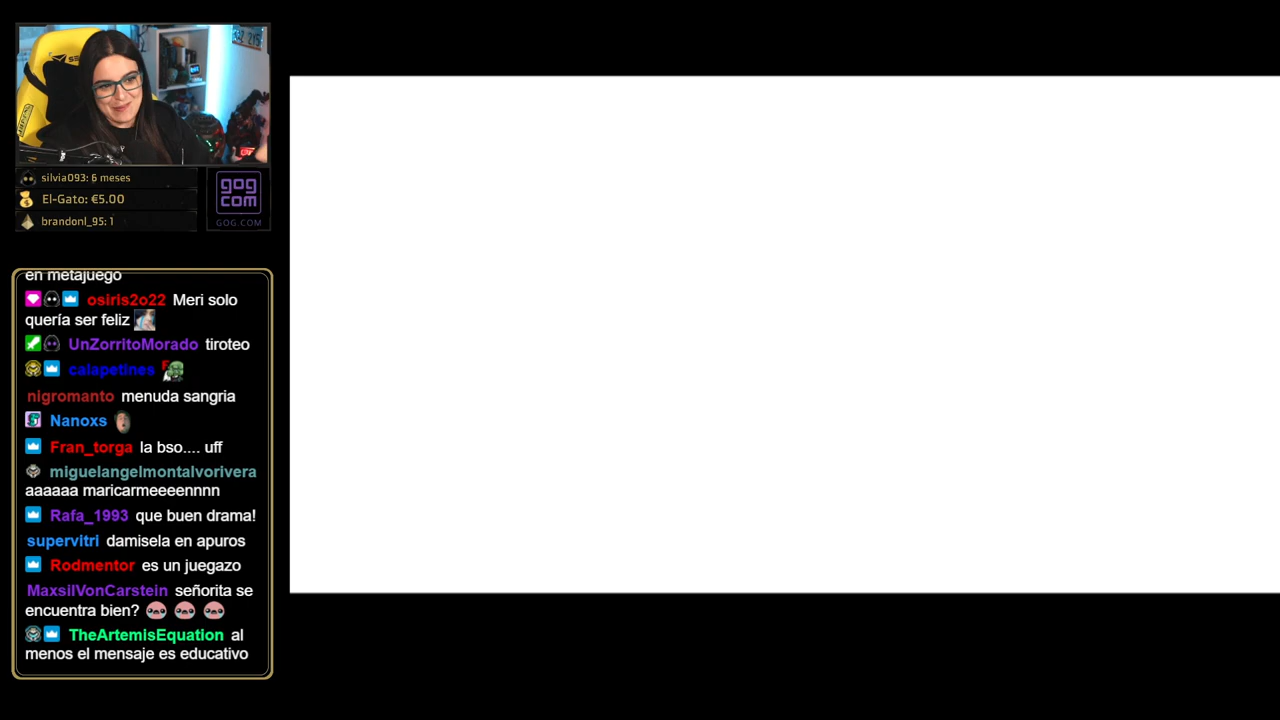 silvia093: 6 meses
El-Gato: €5.00
brandonl_95: 1
gog
com
GOG.COM
en metajuego
osiris2o22 Meri solo
quería ser feliz
UnZorritoMorado tiroteo
calapetines
nigromanto menuda sangria
Nanoxs
Fran_torga la bso.... uff
miguelangelmontalvorivera
aaaaaa maricarmeeeennnn
Rafa_1993 que buen drama!
supervitri damisela en apuros
Rodmentor es un juegazo
MaxsilVonCarstein señorita se
encuentra bien?
TheArtemisEquation al
menos el mensaje es educativo